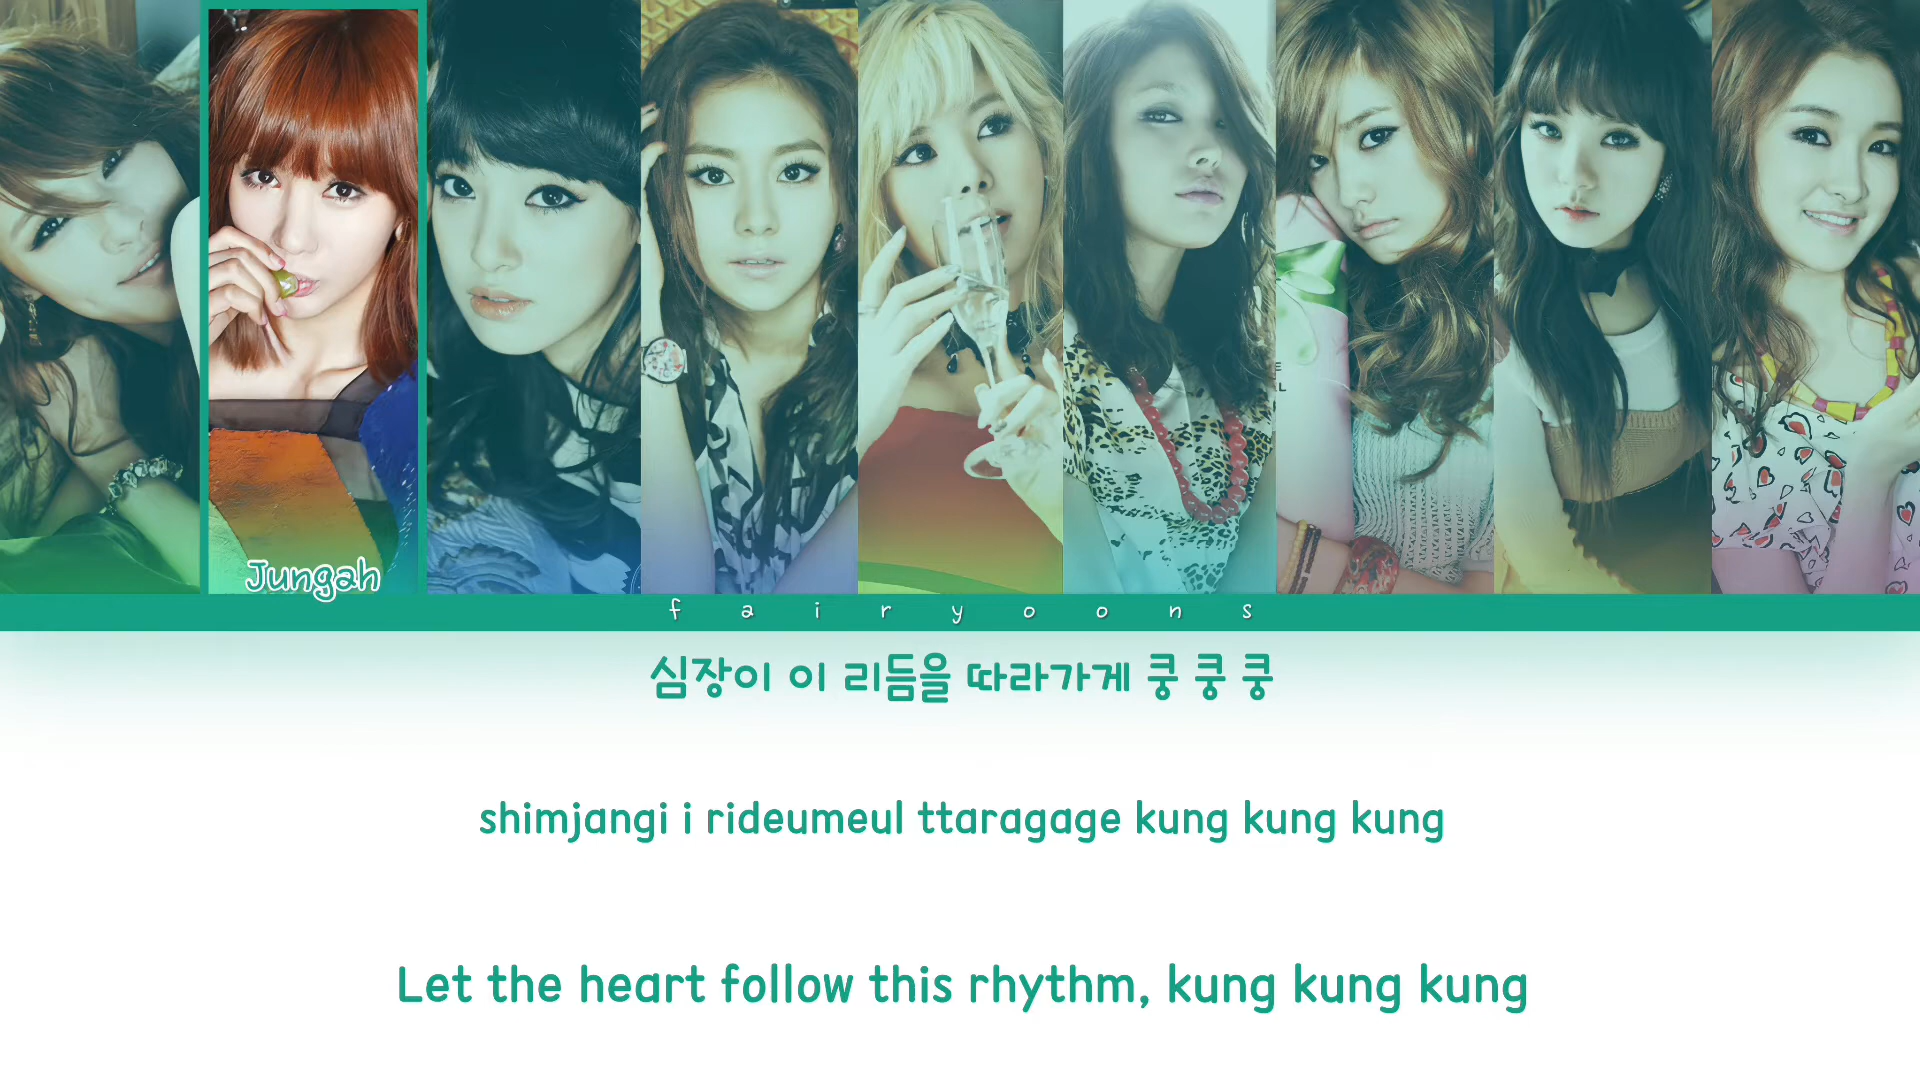 Jungah
fairyoons
심장이 이 리듬을 따라가게 쿵 쿵 쿵
shimjangi i rideumeul ttaragage kung kung kung
Let the heart follow this rhythm, kung kung kung